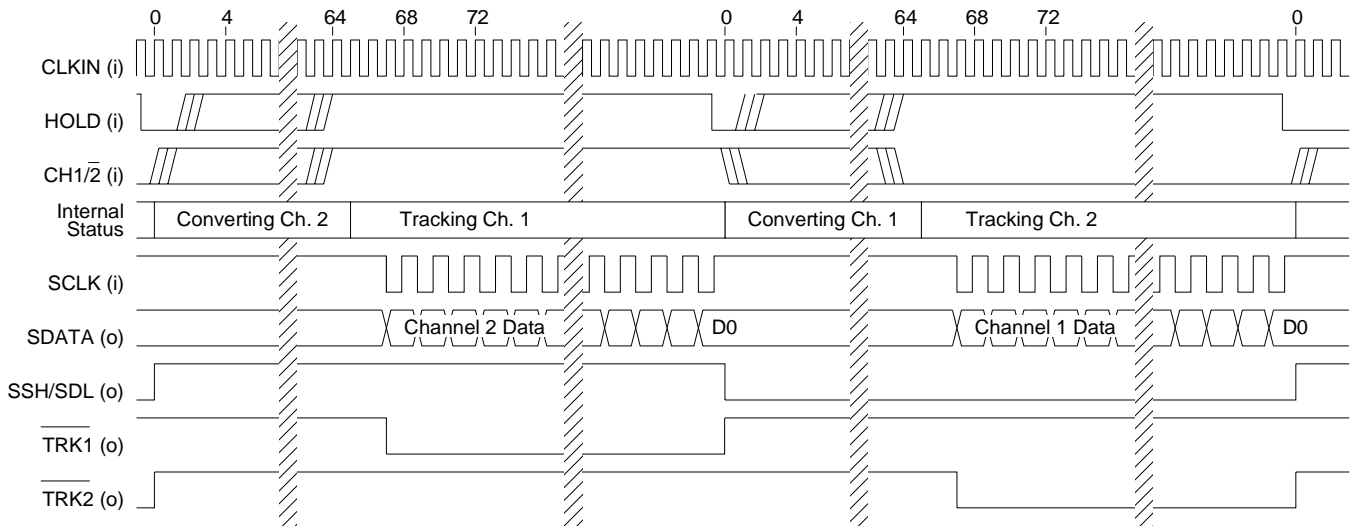 0 4 64 68 72 0 4 64 68 72 0
CLKIN (i)
HOLD (i)
CH1/2̅ (i)
Internal Status
Converting Ch. 2 Tracking Ch. 1 Converting Ch. 1 Tracking Ch. 2
SCLK (i)
SDATA (o) Channel 2 Data D0 Channel 1 Data D0
SSH/SDL (o)
T̅R̅K̅1̅ (o)
T̅R̅K̅2̅ (o)